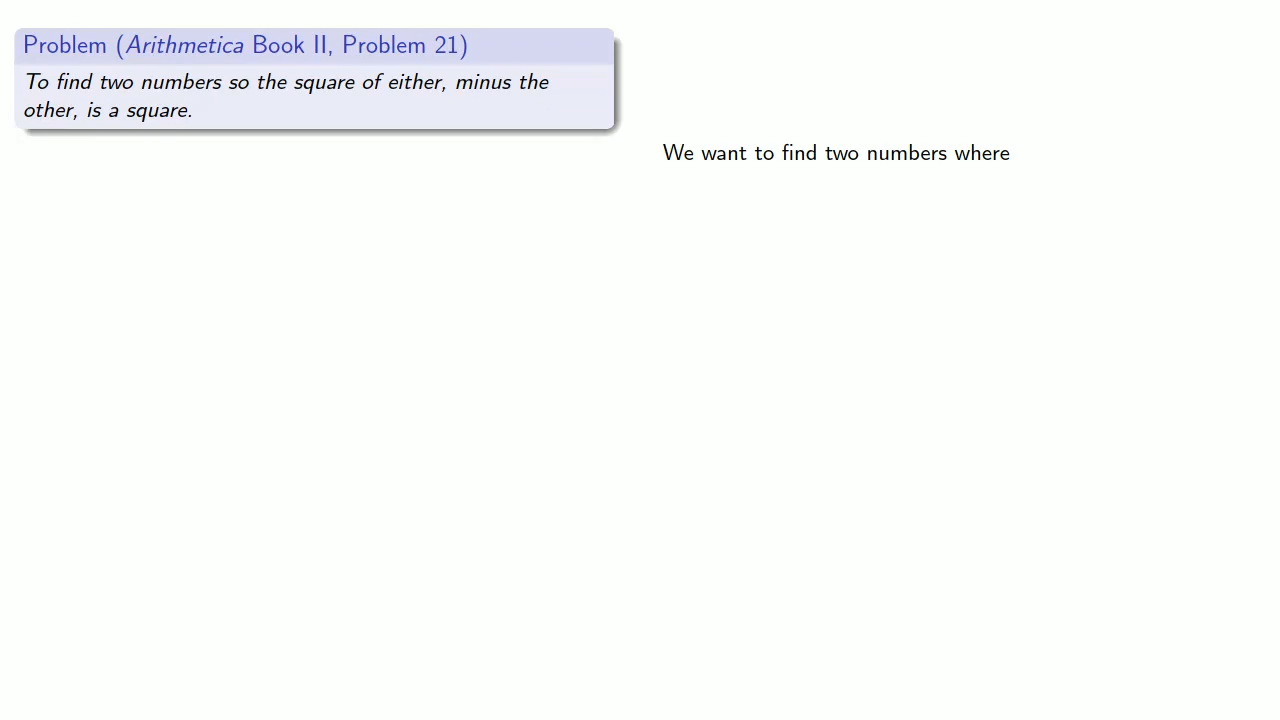 Problem (Arithmetica Book II, Problem 21)
To find two numbers so the square of either, minus the
other, is a square.
We want to find two numbers where